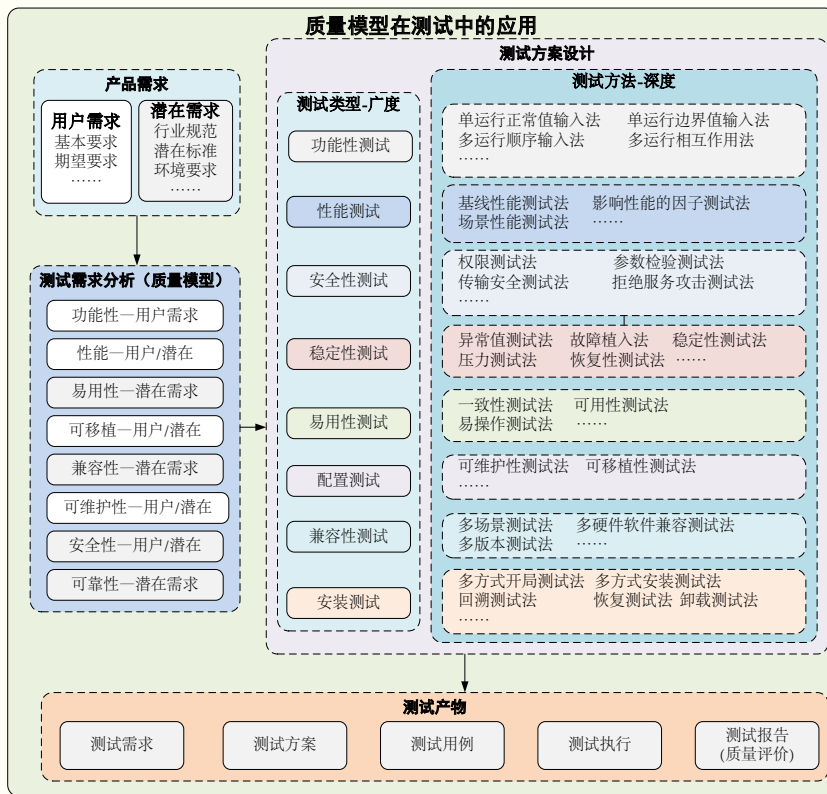 质量模型在测试中的应用
产品需求
用户需求
基本要求
期望要求
……
潜在需求
行业规范
潜在标准
环境要求
……
测试需求分析（质量模型）
功能性—用户需求
性能—用户/潜在
易用性—潜在需求
可移植—用户/潜在
兼容性—潜在需求
可维护性—用户/潜在
安全性—用户/潜在
可靠性—潜在需求
测试方案设计
测试类型-广度
功能性测试
性能测试
安全性测试
稳定性测试
易用性测试
配置测试
兼容性测试
安装测试
测试方法-深度
单运行正常值输入法 单运行边界值输入法
多运行顺序输入法 多运行相互作用法
……
基线性能测试法 影响性能的因子测试法
场景性能测试法 ……
权限测试法 参数检验测试法
传输安全测试法 拒绝服务攻击测试法
……
异常值测试法 故障植入法 稳定性测试法
压力测试法 恢复性测试法 ……
一致性测试法 可用性测试法
易操作测试法 ……
可维护性测试法 可移植性测试法
……
多场景测试法 多硬件软件兼容测试法
多版本测试法 ……
多方式开局测试法 多方式安装测试法
回溯测试法 恢复测试法 卸载测试法
……
测试产物
测试需求
测试方案
测试用例
测试执行
测试报告
(质量评价)